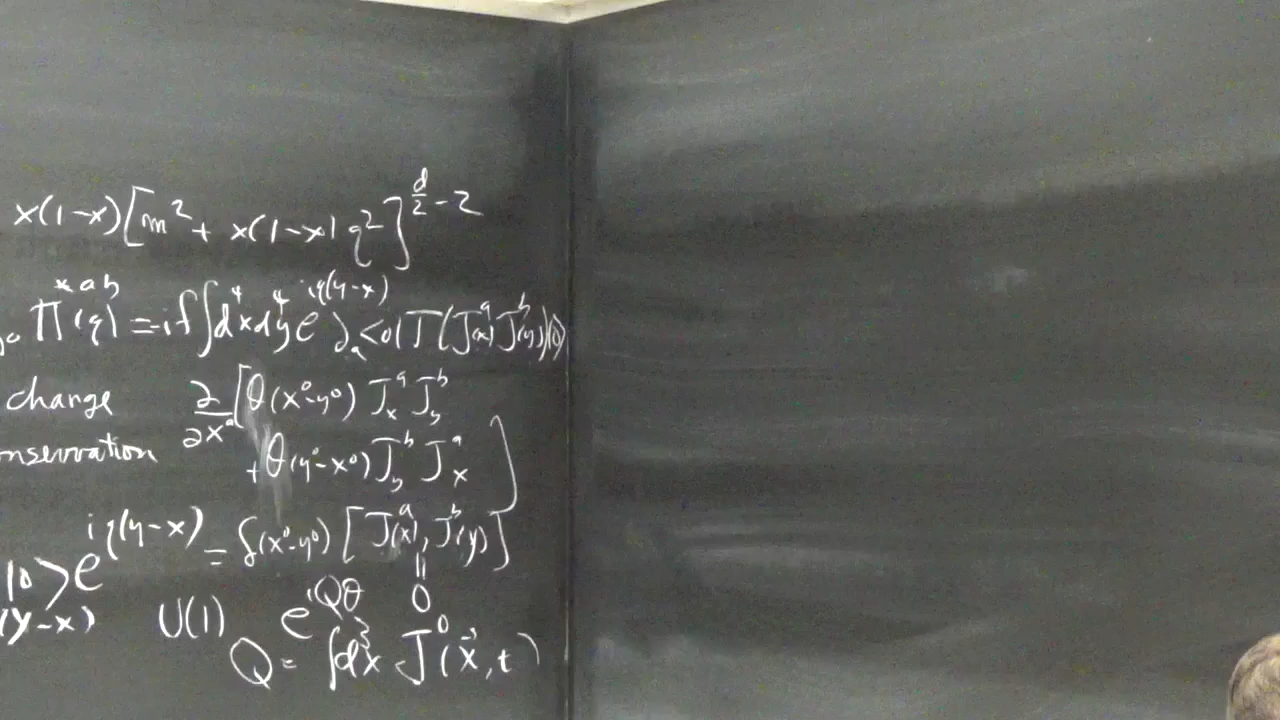 x(1-x)[m² + x(1-x) q²]^{d/2 - 2}
Π*^{ab}(q) = if∫d⁴x d⁴y e^{iq(y-x)} ∂_a <0|T(J^a(x) J^b(y))|0>
change ∂/∂x^a [θ(x⁰-y⁰) J^a_x J^b_y
onservation + θ(y⁰-x⁰) J^b_y J^a_x ]
|0>e^{iq(y-x)} = δ(x⁰-y⁰) [J^a(x), J^b(y)]
(y-x) U(1) e^{iQθ} || 0
Q = ∫d³x J⁰(x⃗,t)